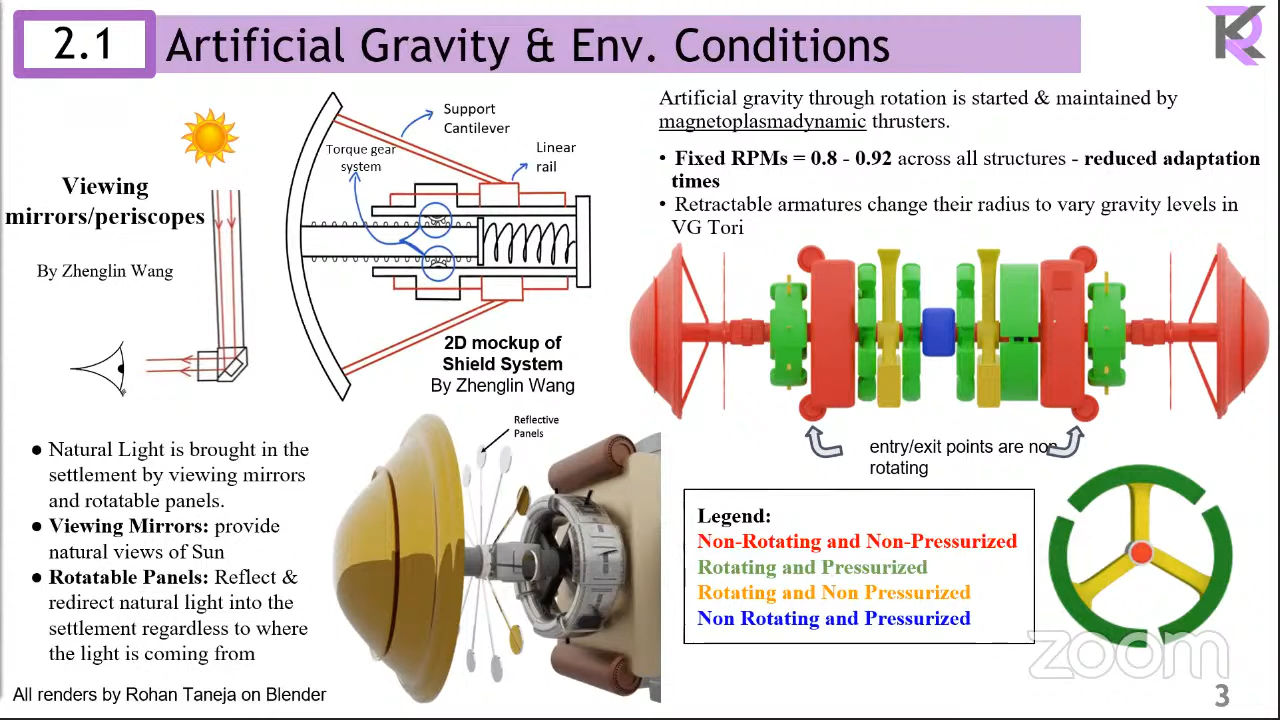 2.1
Artificial Gravity & Env. Conditions
KR
Viewing
mirrors/periscopes
By Zhenglin Wang
Support
Cantilever
Torque gear
system
Linear
rail
2D mockup of
Shield System
By Zhenglin Wang
Artificial gravity through rotation is started & maintained by
magnetoplasmadynamic thrusters.
• Fixed RPMs = 0.8 - 0.92 across all structures - reduced adaptation
times
• Retractable armatures change their radius to vary gravity levels in
VG Tori
entry/exit points are non
rotating
● Natural Light is brought in the
settlement by viewing mirrors
and rotatable panels.
● Viewing Mirrors: provide
natural views of Sun
● Rotatable Panels: Reflect &
redirect natural light into the
settlement regardless to where
the light is coming from
Reflective
Panels
Legend:
Non-Rotating and Non-Pressurized
Rotating and Pressurized
Rotating and Non Pressurized
Non Rotating and Pressurized
All renders by Rohan Taneja on Blender
zoom
3